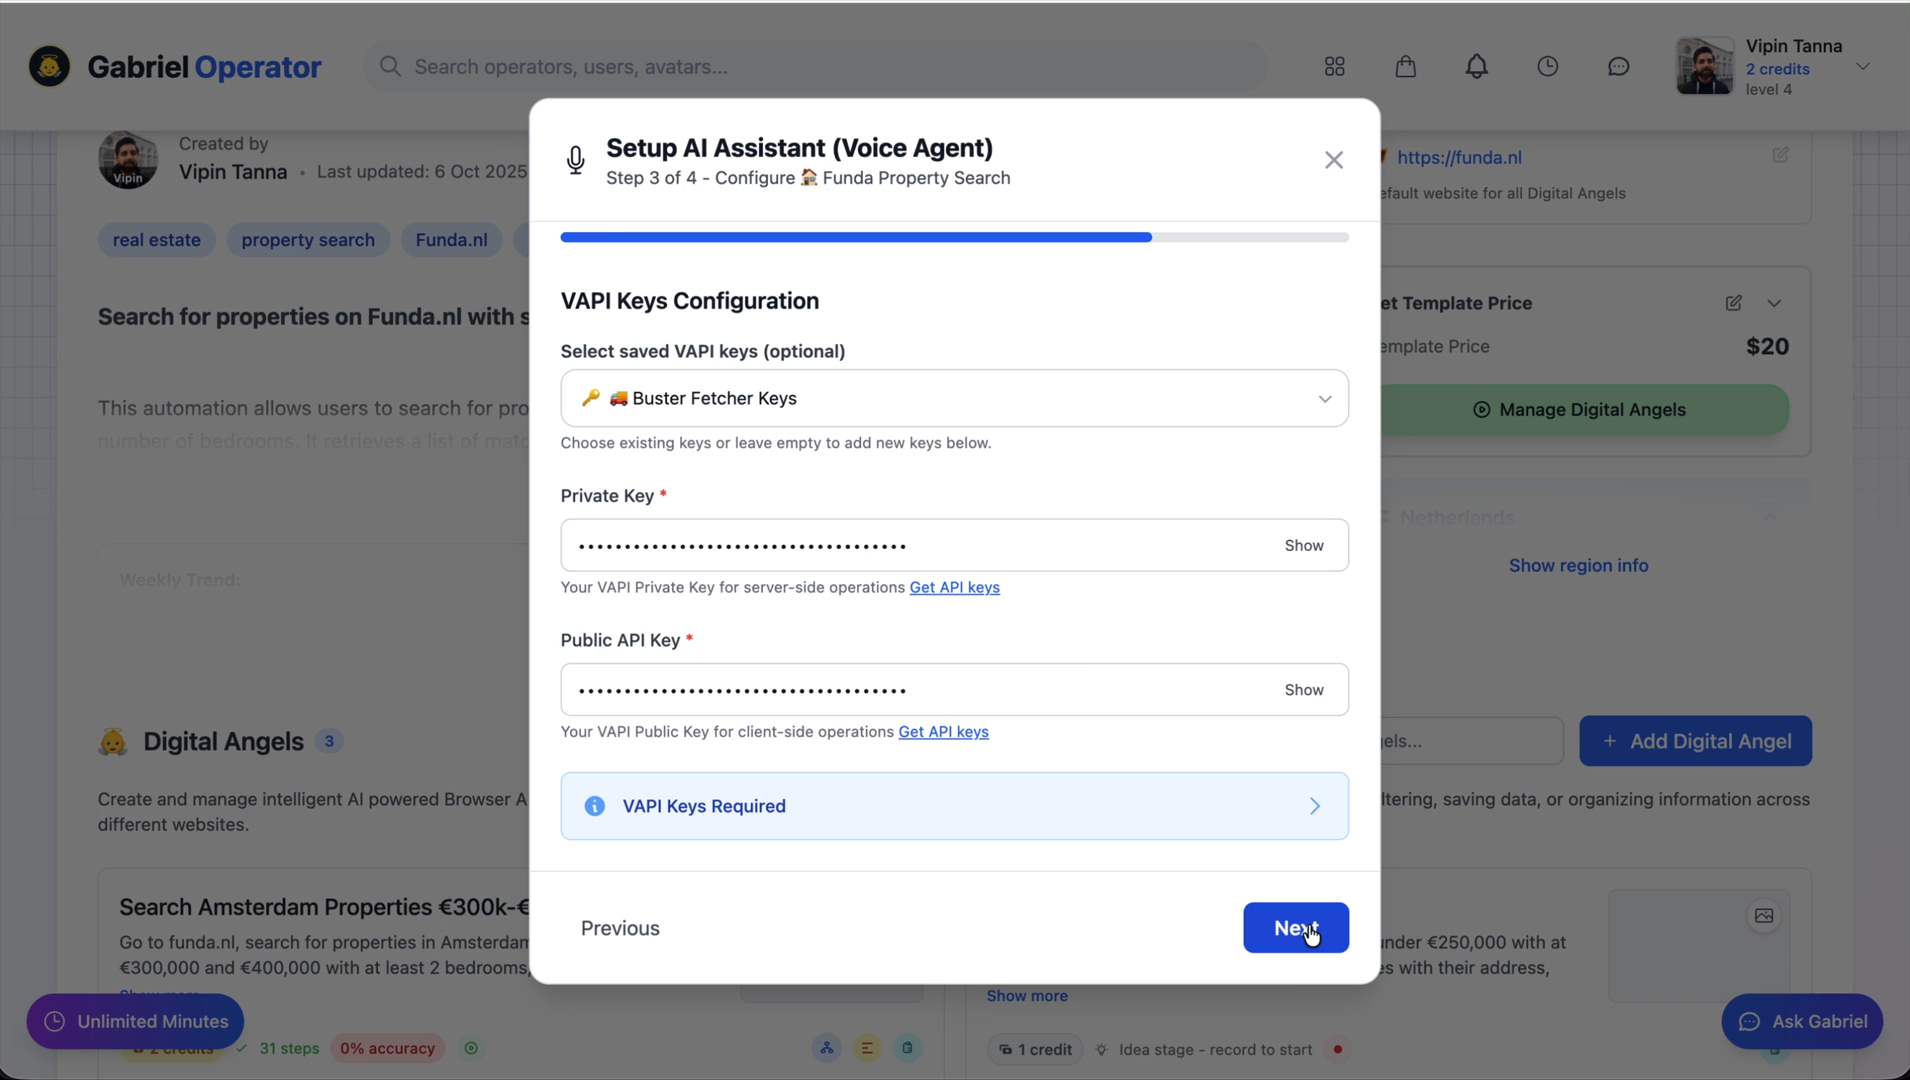 Gabriel Operator
Search operators, users, avatars...
Vipin Tanna
2 credits
level 4
Created by
Vipin
Vipin Tanna • Last updated: 6 Oct 2025
real estate
property search
Funda.nl
Search for properties on Funda.nl with s
This automation allows users to search for pro
number of bedrooms. It retrieves a list of matc
Weekly Trend:
Setup AI Assistant (Voice Agent)
Step 3 of 4 - Configure 🏠 Funda Property Search
VAPI Keys Configuration
Select saved VAPI keys (optional)
🔑 🚚 Buster Fetcher Keys
Choose existing keys or leave empty to add new keys below.
Private Key *
Show
Your VAPI Private Key for server-side operations Get API keys
Public API Key *
Show
Your VAPI Public Key for client-side operations Get API keys
VAPI Keys Required
Previous
Next
https://funda.nl
efault website for all Digital Angels
et Template Price
emplate Price
$20
Manage Digital Angels
Netherlands
Show region info
Digital Angels 3
gels...
+ Add Digital Angel
Create and manage intelligent AI powered Browser A
ltering, saving data, or organizing information across
different websites.
Search Amsterdam Properties €300k-€
Go to funda.nl, search for properties in Amsterdam
€300,000 and €400,000 with at least 2 bedrooms,
Show more
under €250,000 with at
es with their address,
Show more
Unlimited Minutes
2 credits
31 steps
0% accuracy
1 credit
Idea stage - record to start
Ask Gabriel